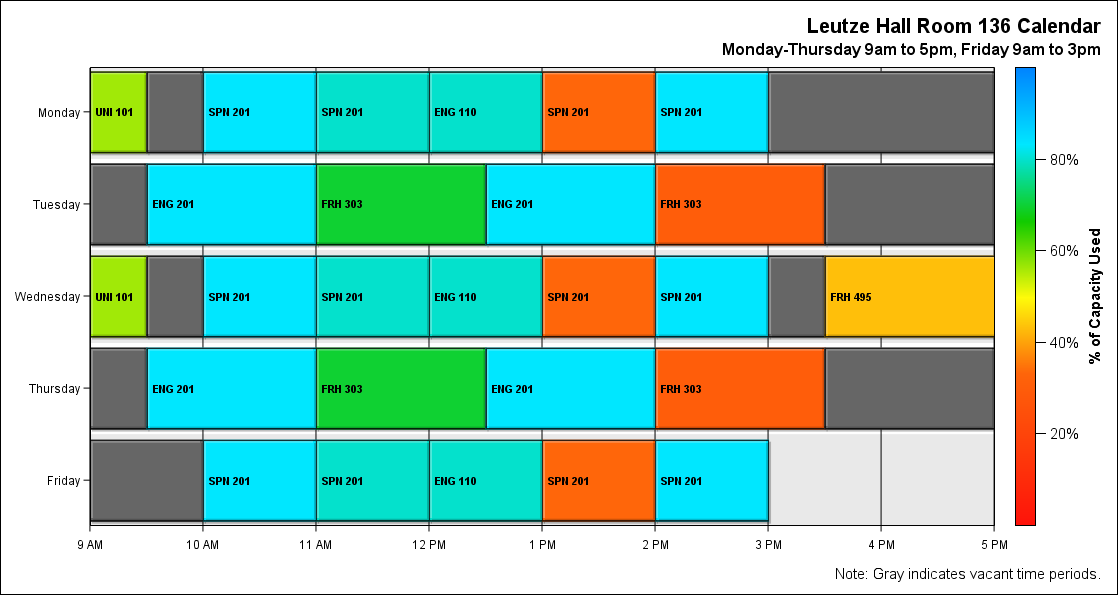 Leutze Hall Room 136 Calendar
Monday-Thursday 9am to 5pm, Friday 9am to 3pm
Monday
UNI 101
SPN 201
SPN 201
ENG 110
SPN 201
SPN 201
Tuesday
ENG 201
FRH 303
ENG 201
FRH 303
Wednesday
UNI 101
SPN 201
SPN 201
ENG 110
SPN 201
SPN 201
FRH 495
Thursday
ENG 201
FRH 303
ENG 201
FRH 303
Friday
SPN 201
SPN 201
ENG 110
SPN 201
SPN 201
9 AM
10 AM
11 AM
12 PM
1 PM
2 PM
3 PM
4 PM
5 PM
80%
60%
40%
20%
% of Capacity Used
Note: Gray indicates vacant time periods.